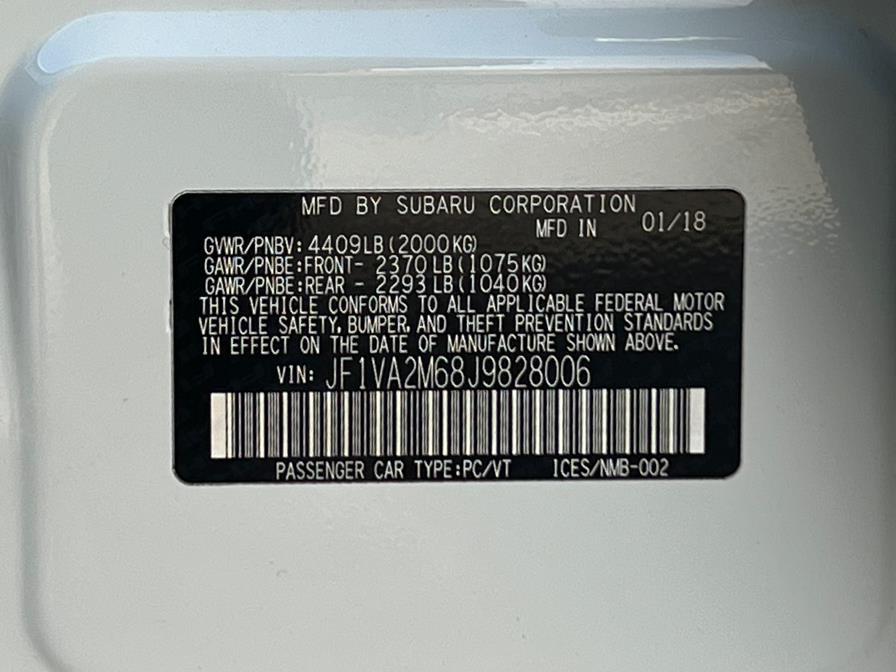 MFD BY SUBARU CORPORATION
MFD IN 01/18
GVWR/PNBV: 4409LB(2000KG)
GAWR/PNBE:FRONT- 2370LB(1075KG)
GAWR/PNBE:REAR - 2293LB(1040KG)
THIS VEHICLE CONFORMS TO ALL APPLICABLE FEDERAL MOTOR
VEHICLE SAFETY, BUMPER, AND THEFT PREVENTION STANDARDS
IN EFFECT ON THE DATE OF MANUFACTURE SHOWN ABOVE.
VIN: JF1VA2M68J9828006
PASSENGER CAR TYPE:PC/VT ICES/NMB-002